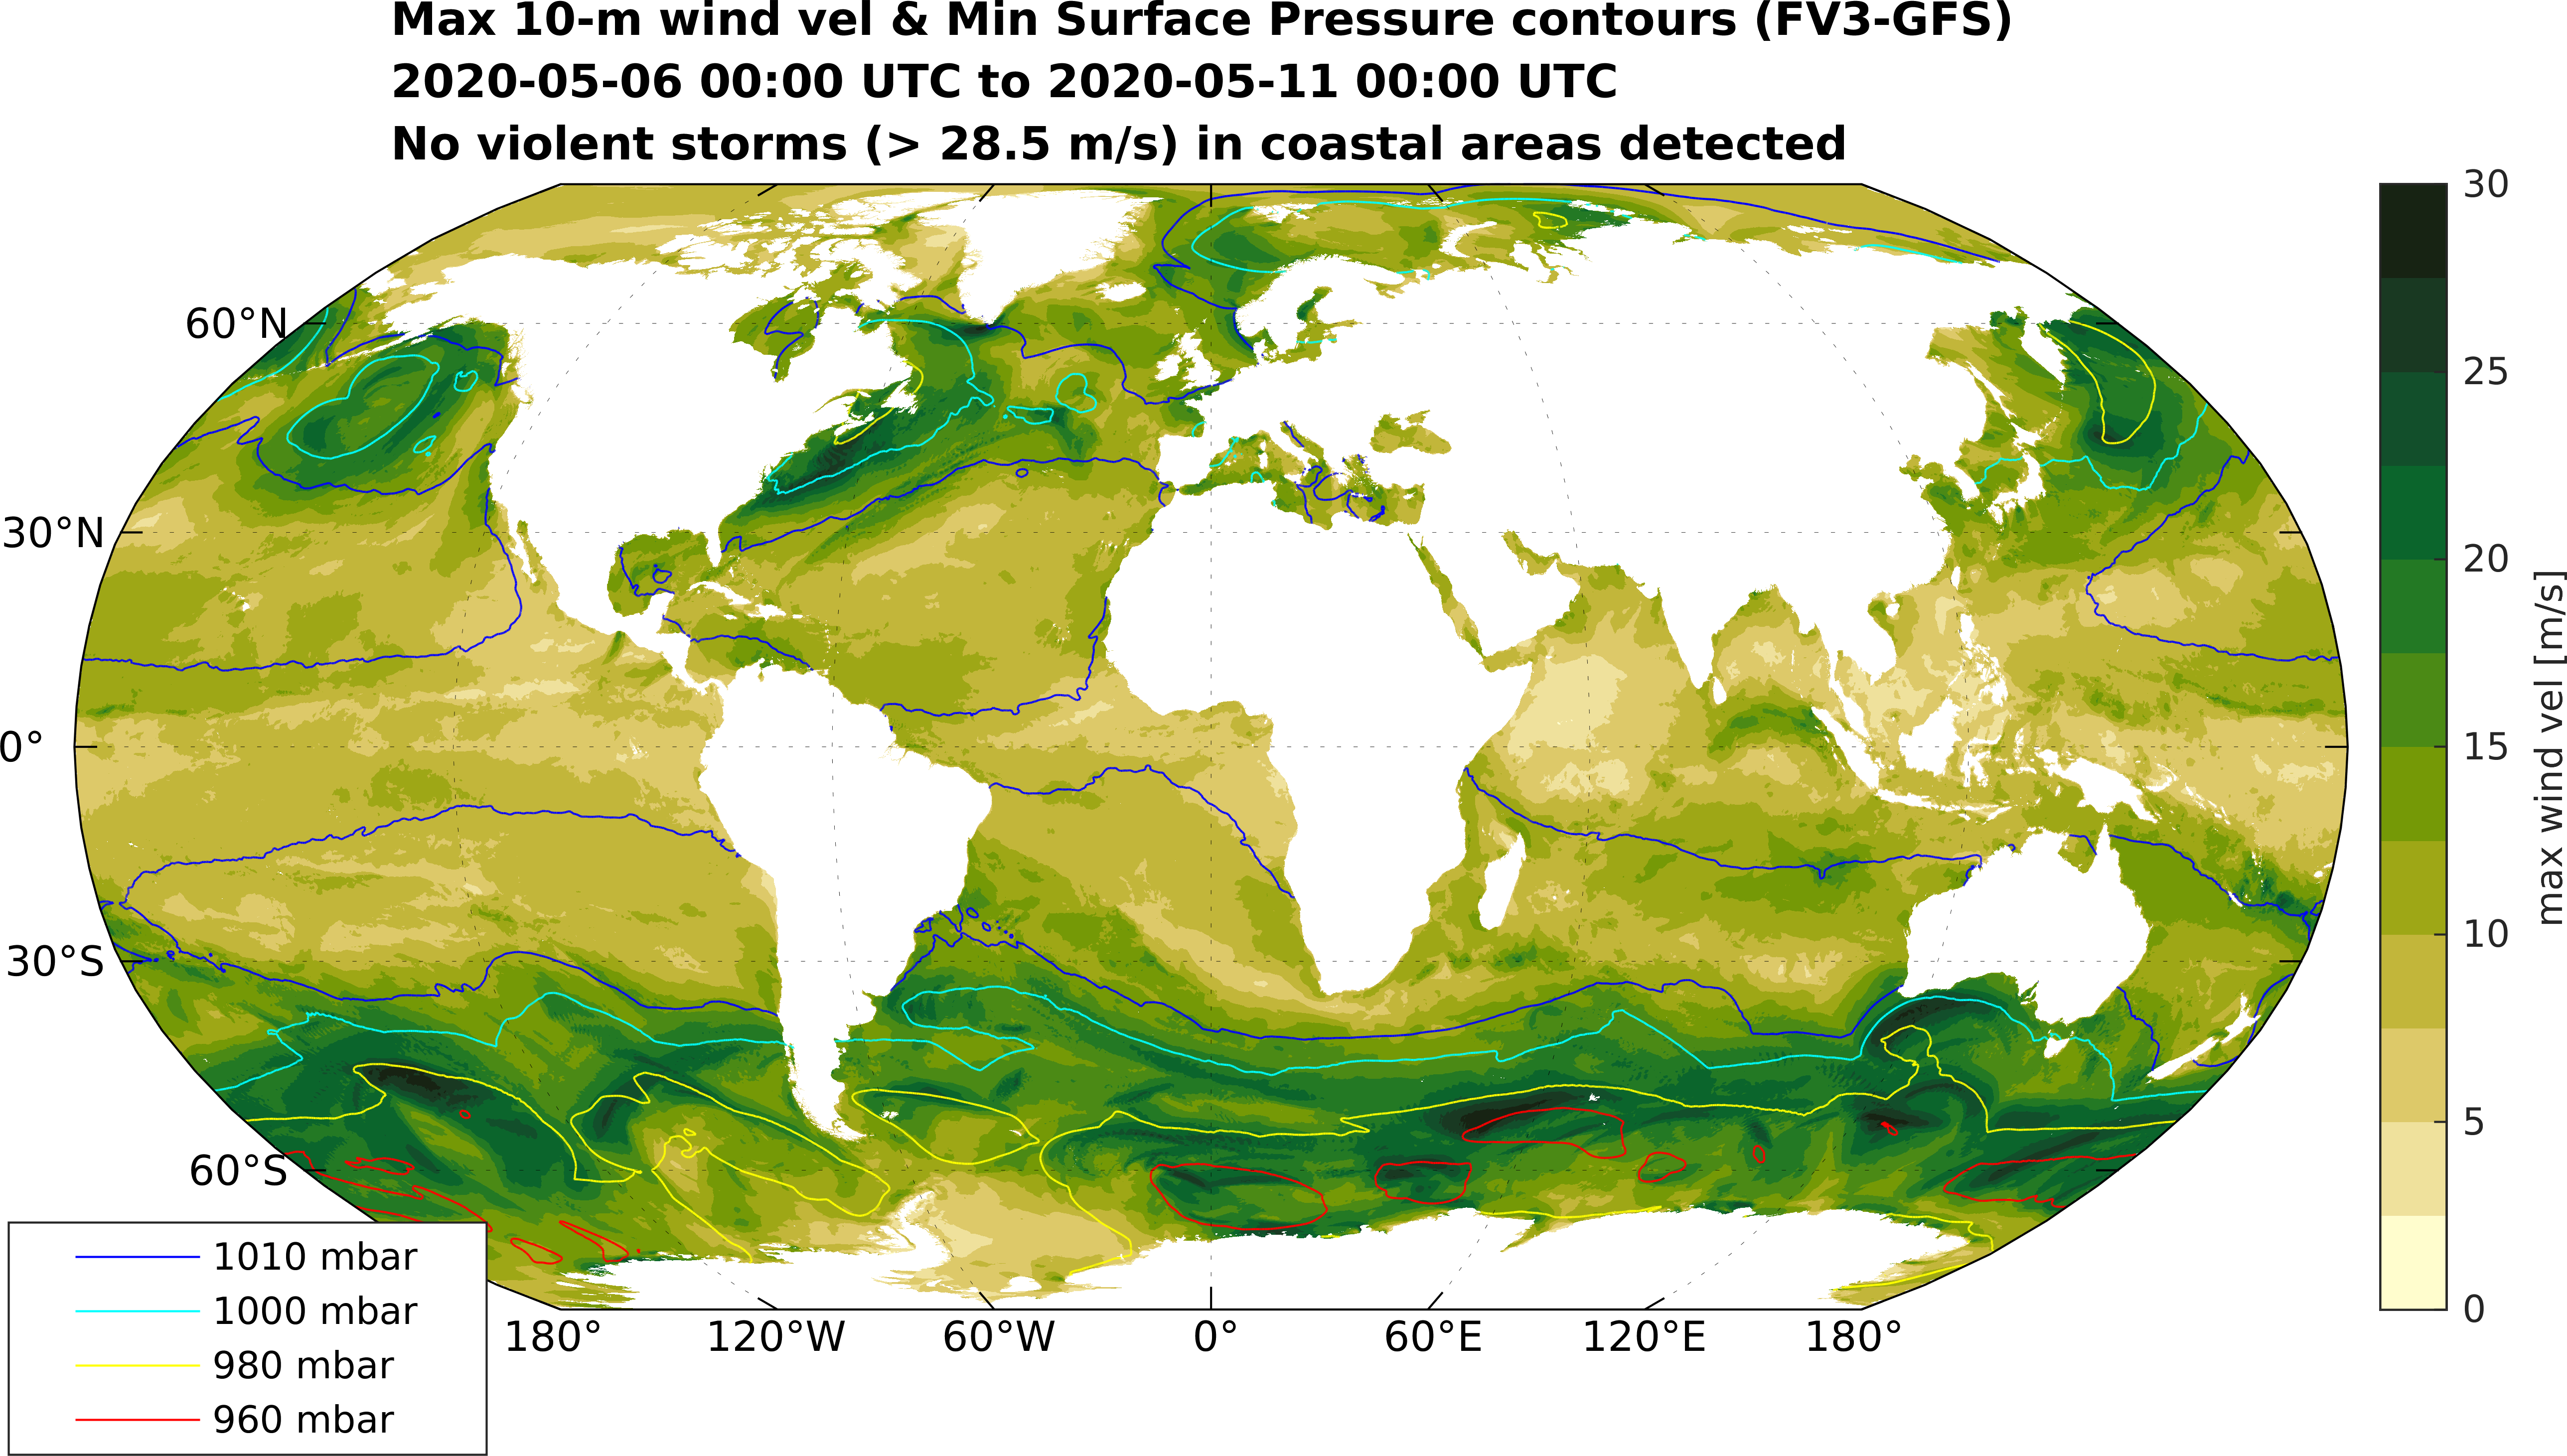 Max 10-m wind vel & Min Surface Pressure contours (FV3-GFS)
2020-05-06 00:00 UTC to 2020-05-11 00:00 UTC
No violent storms (> 28.5 m/s) in coastal areas detected
60°N
30°N
0°
30°S
60°S
180°
120°W
60°W
0°
60°E
120°E
180°
1010 mbar
1000 mbar
980 mbar
960 mbar
30
25
20
15
10
5
0
max wind vel [m/s]